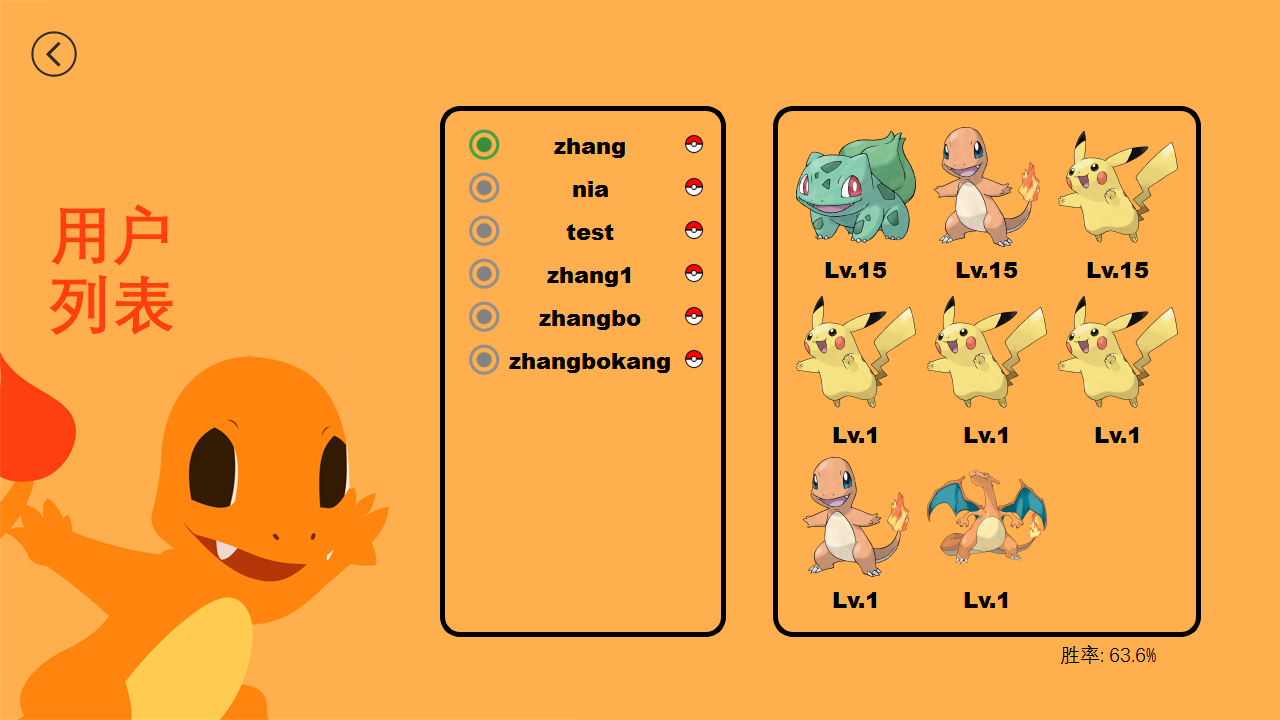 用户
列表
zhang
nia
test
zhang1
zhangbo
zhangbokang
Lv.15 Lv.15 Lv.15
Lv.1 Lv.1 Lv.1
Lv.1 Lv.1
胜率: 63.6%